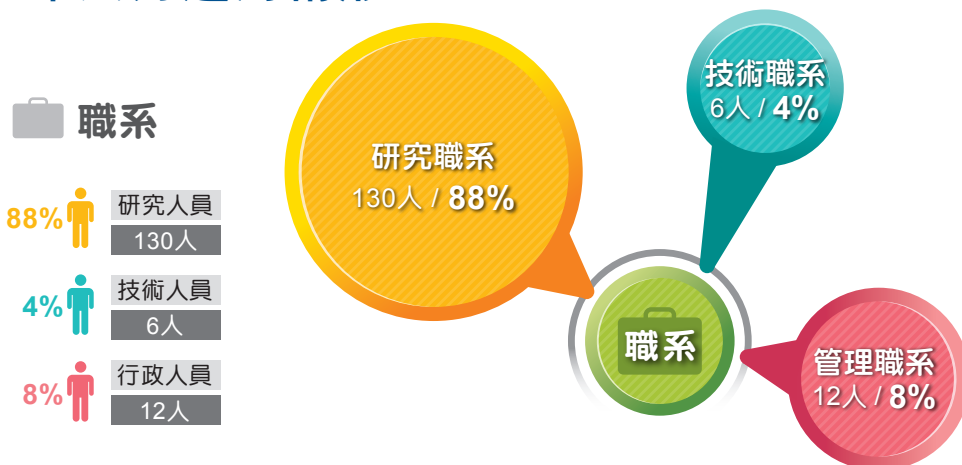 職系
88%
研究人員
130人
4%
技術人員
6人
8%
行政人員
12人
研究職系
130人 / 88%
技術職系
6人 / 4%
職系
管理職系
12人 / 8%